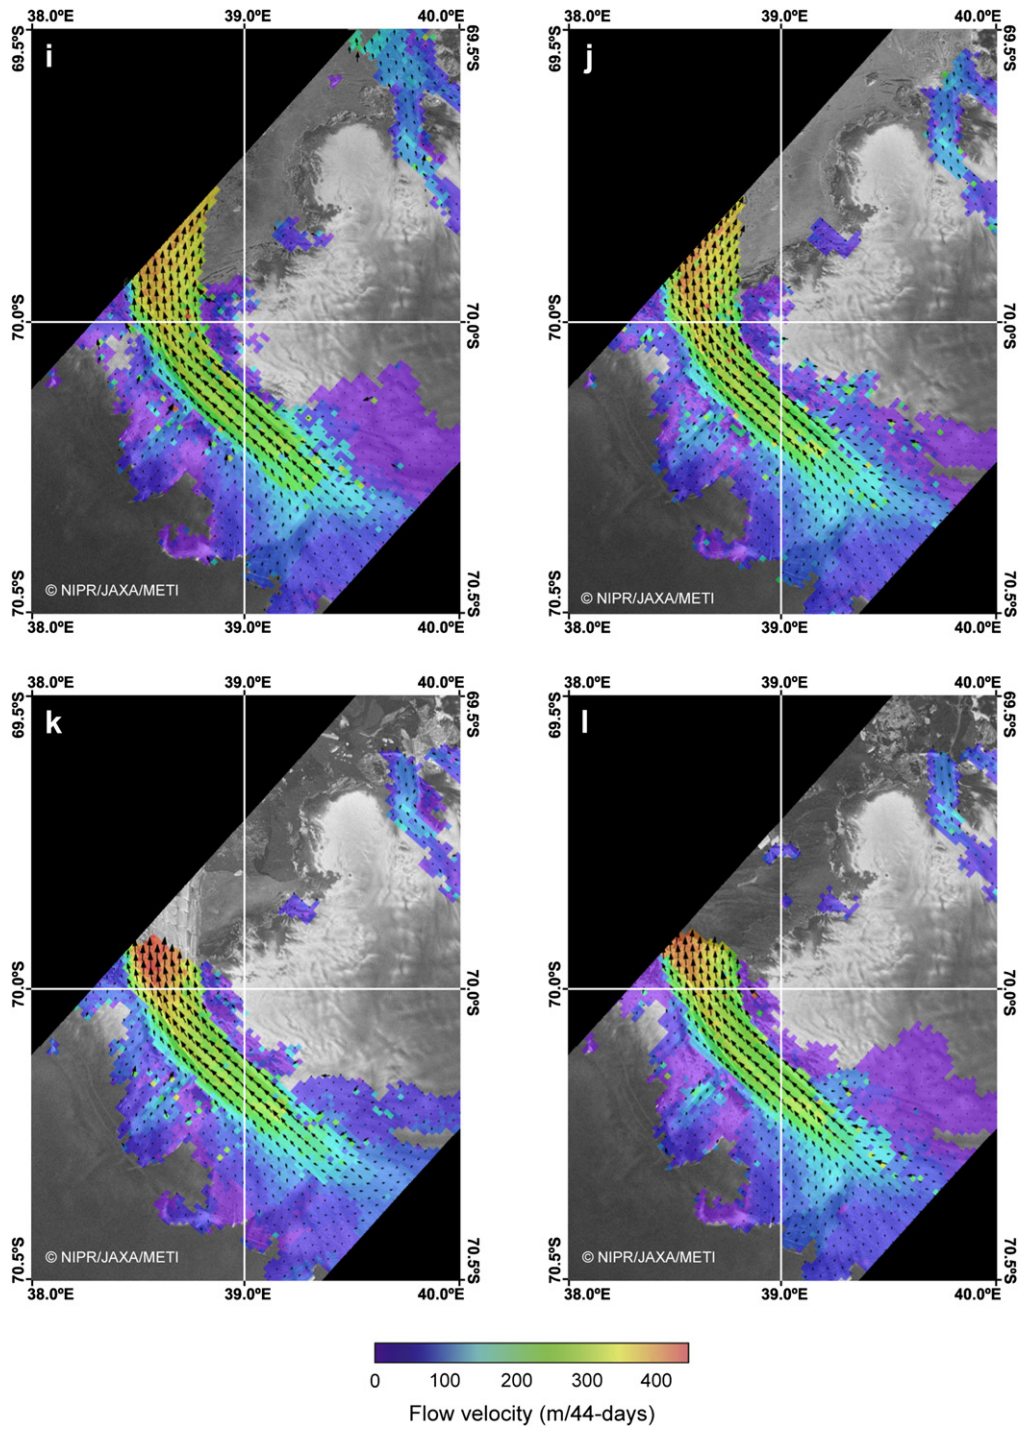 38.0ºE 39.0ºE 40.0ºE 38.0ºE 39.0ºE 40.0ºE
69.5ºS i 69.5ºS 69.5ºS j 69.5ºS
70.0ºS 70.0ºS 70.0ºS 70.0ºS
© NIPR/JAXA/METI © NIPR/JAXA/METI
70.5ºS 70.5ºS 70.5ºS 70.5ºS
38.0ºE 39.0ºE 40.0ºE 38.0ºE 39.0ºE 40.0ºE
38.0ºE 39.0ºE 40.0ºE 38.0ºE 39.0ºE 40.0ºE
69.5ºS k 69.5ºS 69.5ºS l 69.5ºS
70.0ºS 70.0ºS 70.0ºS 70.0ºS
© NIPR/JAXA/METI © NIPR/JAXA/METI
70.5ºS 70.5ºS 70.5ºS 70.5ºS
38.0ºE 39.0ºE 40.0ºE 38.0ºE 39.0ºE 40.0ºE
0 100 200 300 400
Flow velocity (m/44-days)